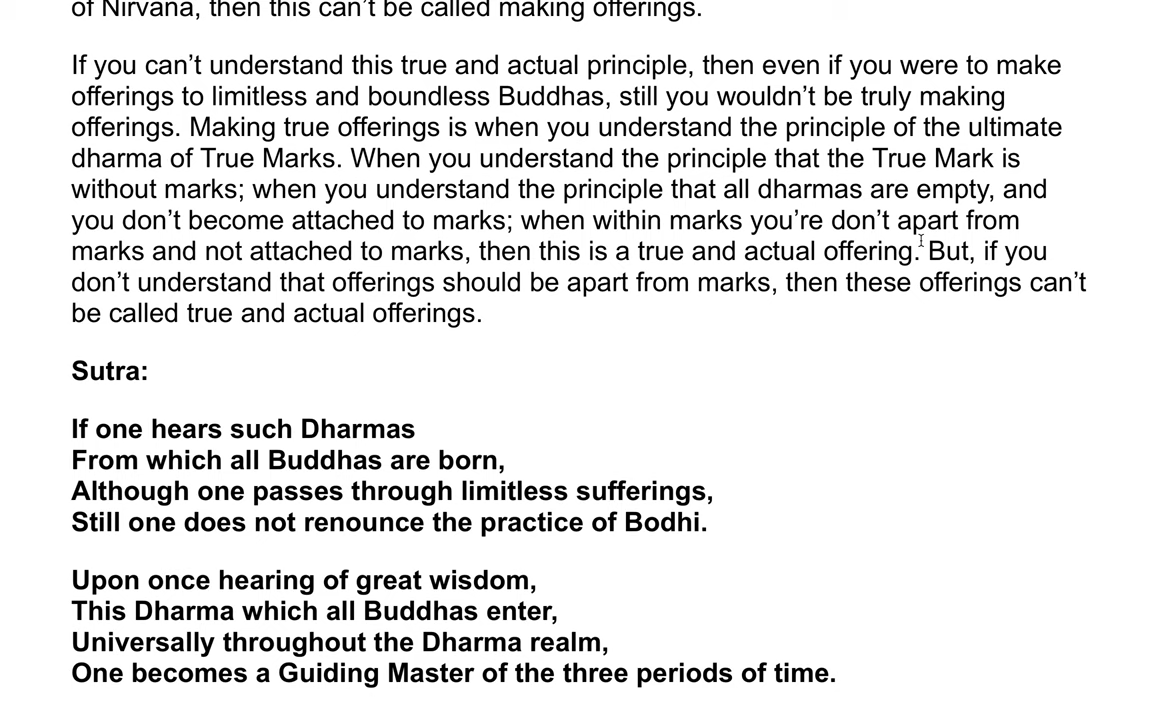 of Nirvana, then this can’t be called making offerings.
If you can’t understand this true and actual principle, then even if you were to make
offerings to limitless and boundless Buddhas, still you wouldn’t be truly making
offerings. Making true offerings is when you understand the principle of the ultimate
dharma of True Marks. When you understand the principle that the True Mark is
without marks; when you understand the principle that all dharmas are empty, and
you don’t become attached to marks; when within marks you’re don’t apart from
marks and not attached to marks, then this is a true and actual offering. But, if you
don’t understand that offerings should be apart from marks, then these offerings can’t
be called true and actual offerings.
Sutra:
If one hears such Dharmas
From which all Buddhas are born,
Although one passes through limitless sufferings,
Still one does not renounce the practice of Bodhi.
Upon once hearing of great wisdom,
This Dharma which all Buddhas enter,
Universally throughout the Dharma realm,
One becomes a Guiding Master of the three periods of time.